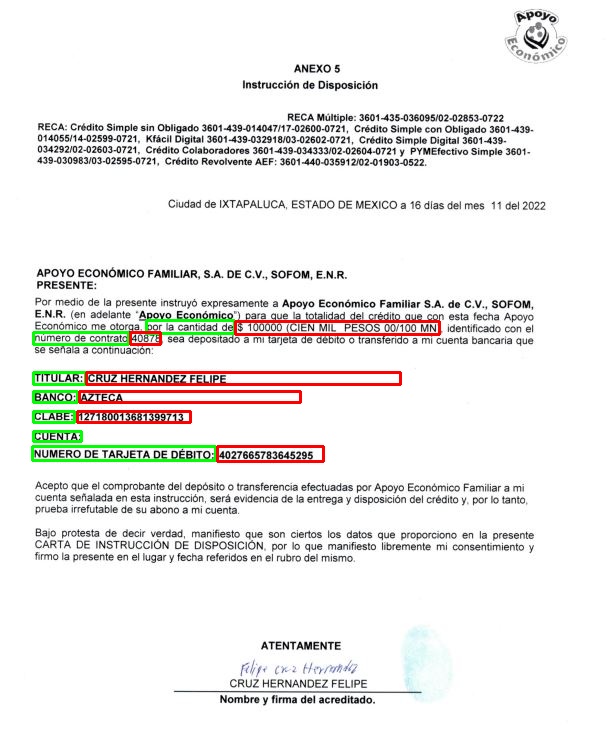 Apoyo
Económico
ANEXO 5
Instrucción de Disposición
RECA Múltiple: 3601-435-036095/02-02853-0722
RECA: Crédito Simple sin Obligado 3601-439-014047/17-02600-0721, Crédito Simple con Obligado 3601-439-
014055/14-02599-0721, Kfácil Digital 3601-439-032918/03-02602-0721, Crédito Simple Digital 3601-439-
034292/02-02603-0721, Crédito Colaboradores 3601-439-034333/02-02604-0721 y PYMEfectivo Simple 3601-
439-030983/03-02595-0721, Crédito Revolvente AEF: 3601-440-035912/02-01903-0522.
Ciudad de IXTAPALUCA, ESTADO DE MEXICO a 16 días del mes 11 del 2022
APOYO ECONÓMICO FAMILIAR, S.A. DE C.V., SOFOM, E.N.R.
PRESENTE:
Por medio de la presente instruyó expresamente a Apoyo Económico Familiar S.A. de C.V., SOFOM,
E.N.R. (en adelante “Apoyo Económico”) para que la totalidad del crédito que con esta fecha Apoyo
Económico me otorga, por la cantidad de $ 100000 (CIEN MIL PESOS 00/100 MN, identificado con el
número de contrato 40878, sea depositado a mi tarjeta de débito o transferido a mi cuenta bancaria que
se señala a continuación:
TITULAR: CRUZ HERNANDEZ FELIPE
BANCO: AZTECA
CLABE: 127180013681399713
CUENTA:
NUMERO DE TARJETA DE DÉBITO: 4027665783645295
Acepto que el comprobante del depósito o transferencia efectuadas por Apoyo Económico Familiar a mi
cuenta señalada en esta instrucción, será evidencia de la entrega y disposición del crédito y, por lo tanto,
prueba irrefutable de su abono a mi cuenta.
Bajo protesta de decir verdad, manifiesto que son ciertos los datos que proporciono en la presente
CARTA DE INSTRUCCIÓN DE DISPOSICIÓN, por lo que manifiesto libremente mi consentimiento y
firmo la presente en el lugar y fecha referidos en el rubro del mismo.
ATENTAMENTE
Felipe cruz Hernandez
CRUZ HERNANDEZ FELIPE
Nombre y firma del acreditado.